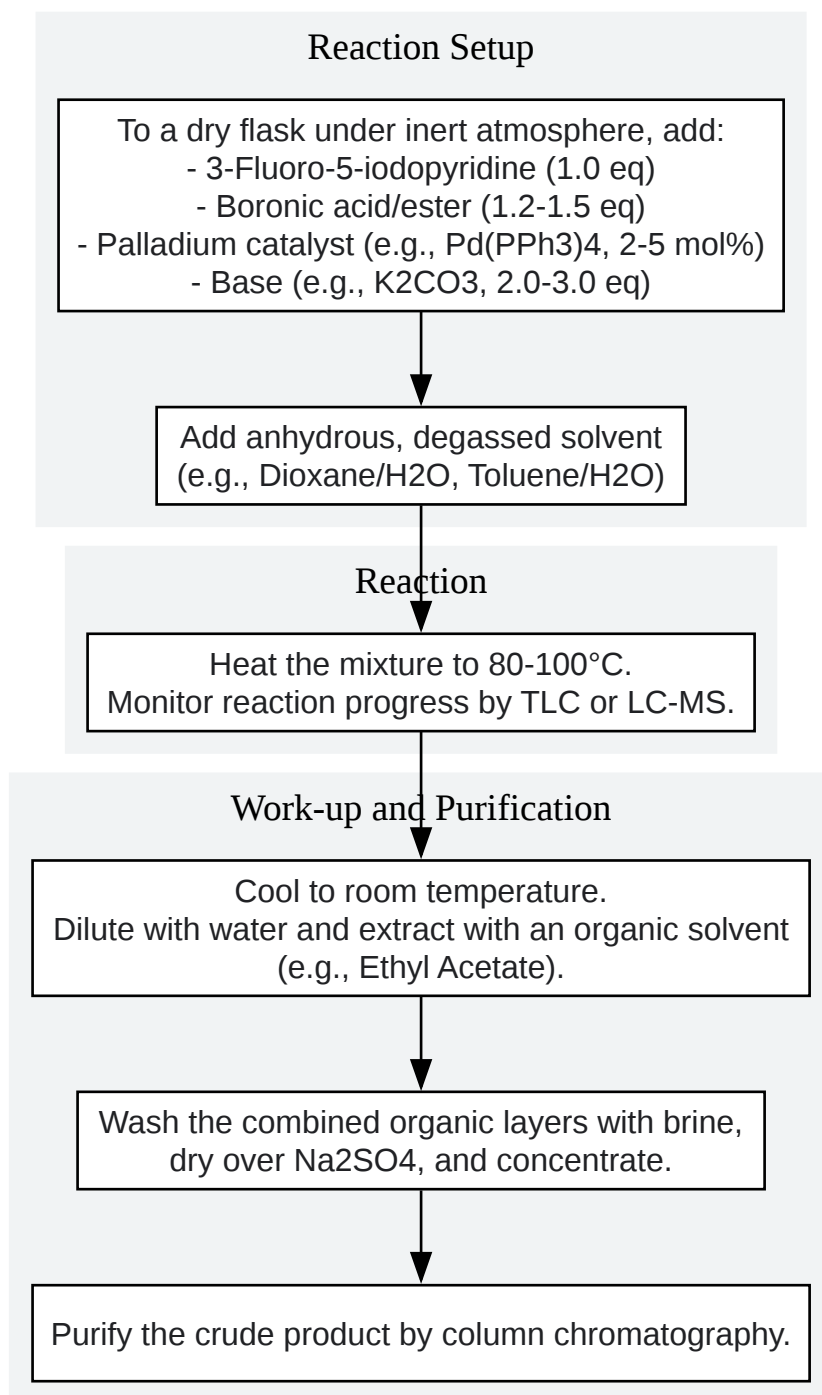 Reaction Setup
To a dry flask under inert atmosphere, add:
- 3-Fluoro-5-iodopyridine (1.0 eq)
- Boronic acid/ester (1.2-1.5 eq)
- Palladium catalyst (e.g., Pd(PPh3)4, 2-5 mol%)
- Base (e.g., K2CO3, 2.0-3.0 eq)
Add anhydrous, degassed solvent
(e.g., Dioxane/H2O, Toluene/H2O)
Reaction
Heat the mixture to 80-100°C.
Monitor reaction progress by TLC or LC-MS.
Work-up and Purification
Cool to room temperature.
Dilute with water and extract with an organic solvent
(e.g., Ethyl Acetate).
Wash the combined organic layers with brine,
dry over Na2SO4, and concentrate.
Purify the crude product by column chromatography.